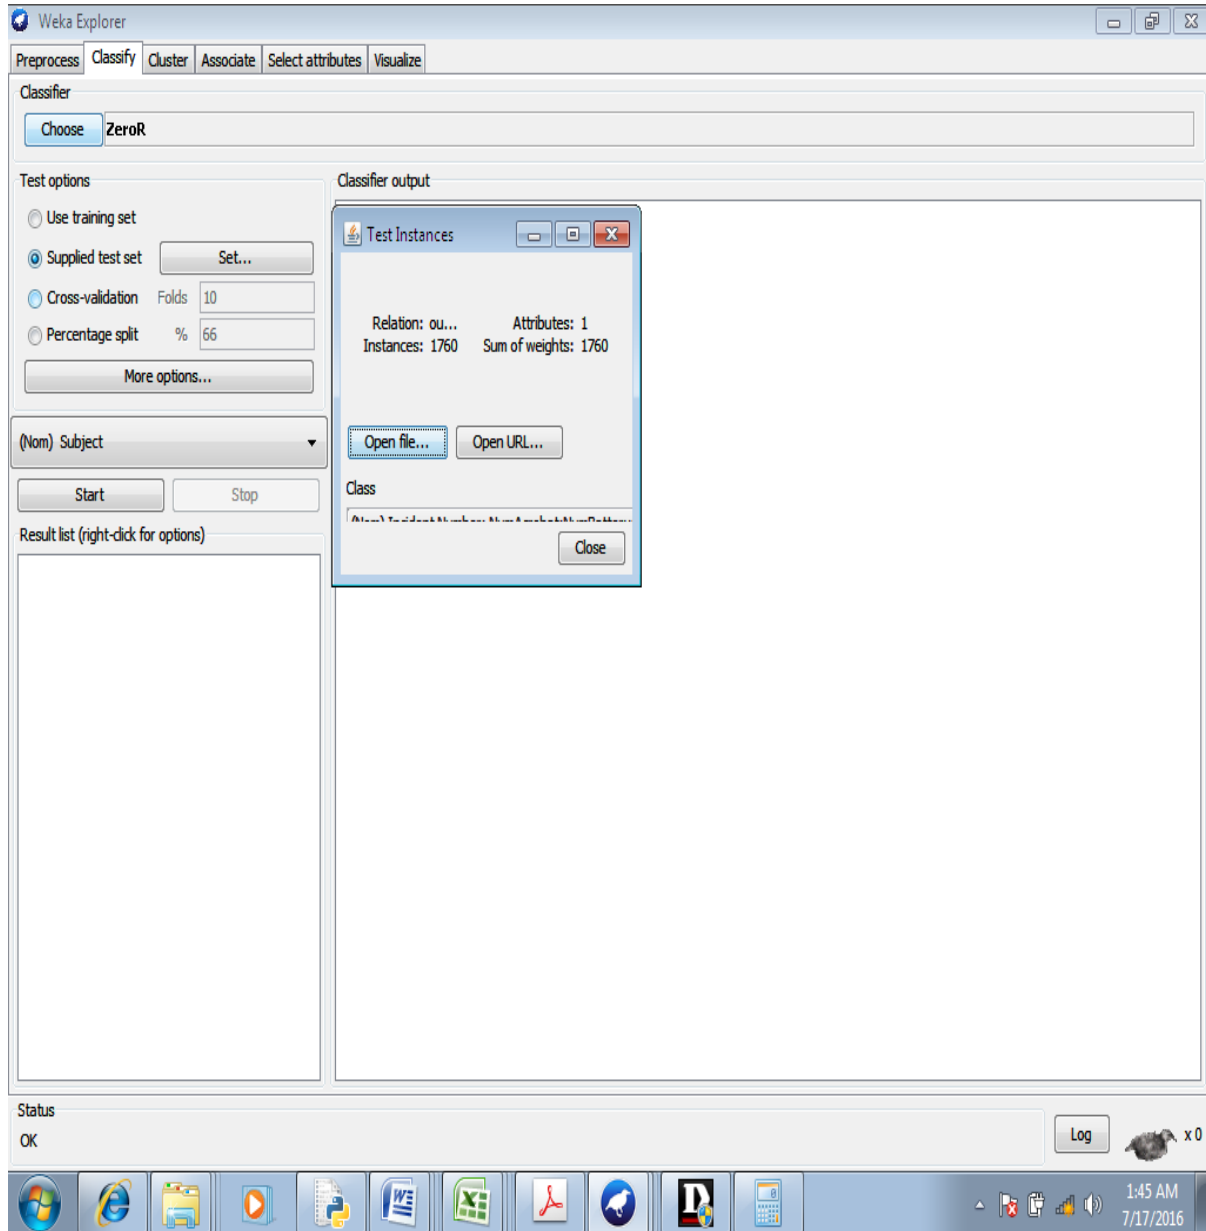 Weka Explorer
Preprocess Classify Cluster Associate Select attributes Visualize
Classifier
Choose ZeroR
Test options
Use training set
Supplied test set Set...
Cross-validation Folds 10
Percentage split % 66
More options...
(Nom) Subject
Start Stop
Result list (right-click for options)
Classifier output
Test Instances
Relation: ou... Attributes: 1
Instances: 1760 Sum of weights: 1760
Open file... Open URL...
Class
(Nom) Incident Number
Close
Status
OK
Log x 0
1:45 AM
7/17/2016